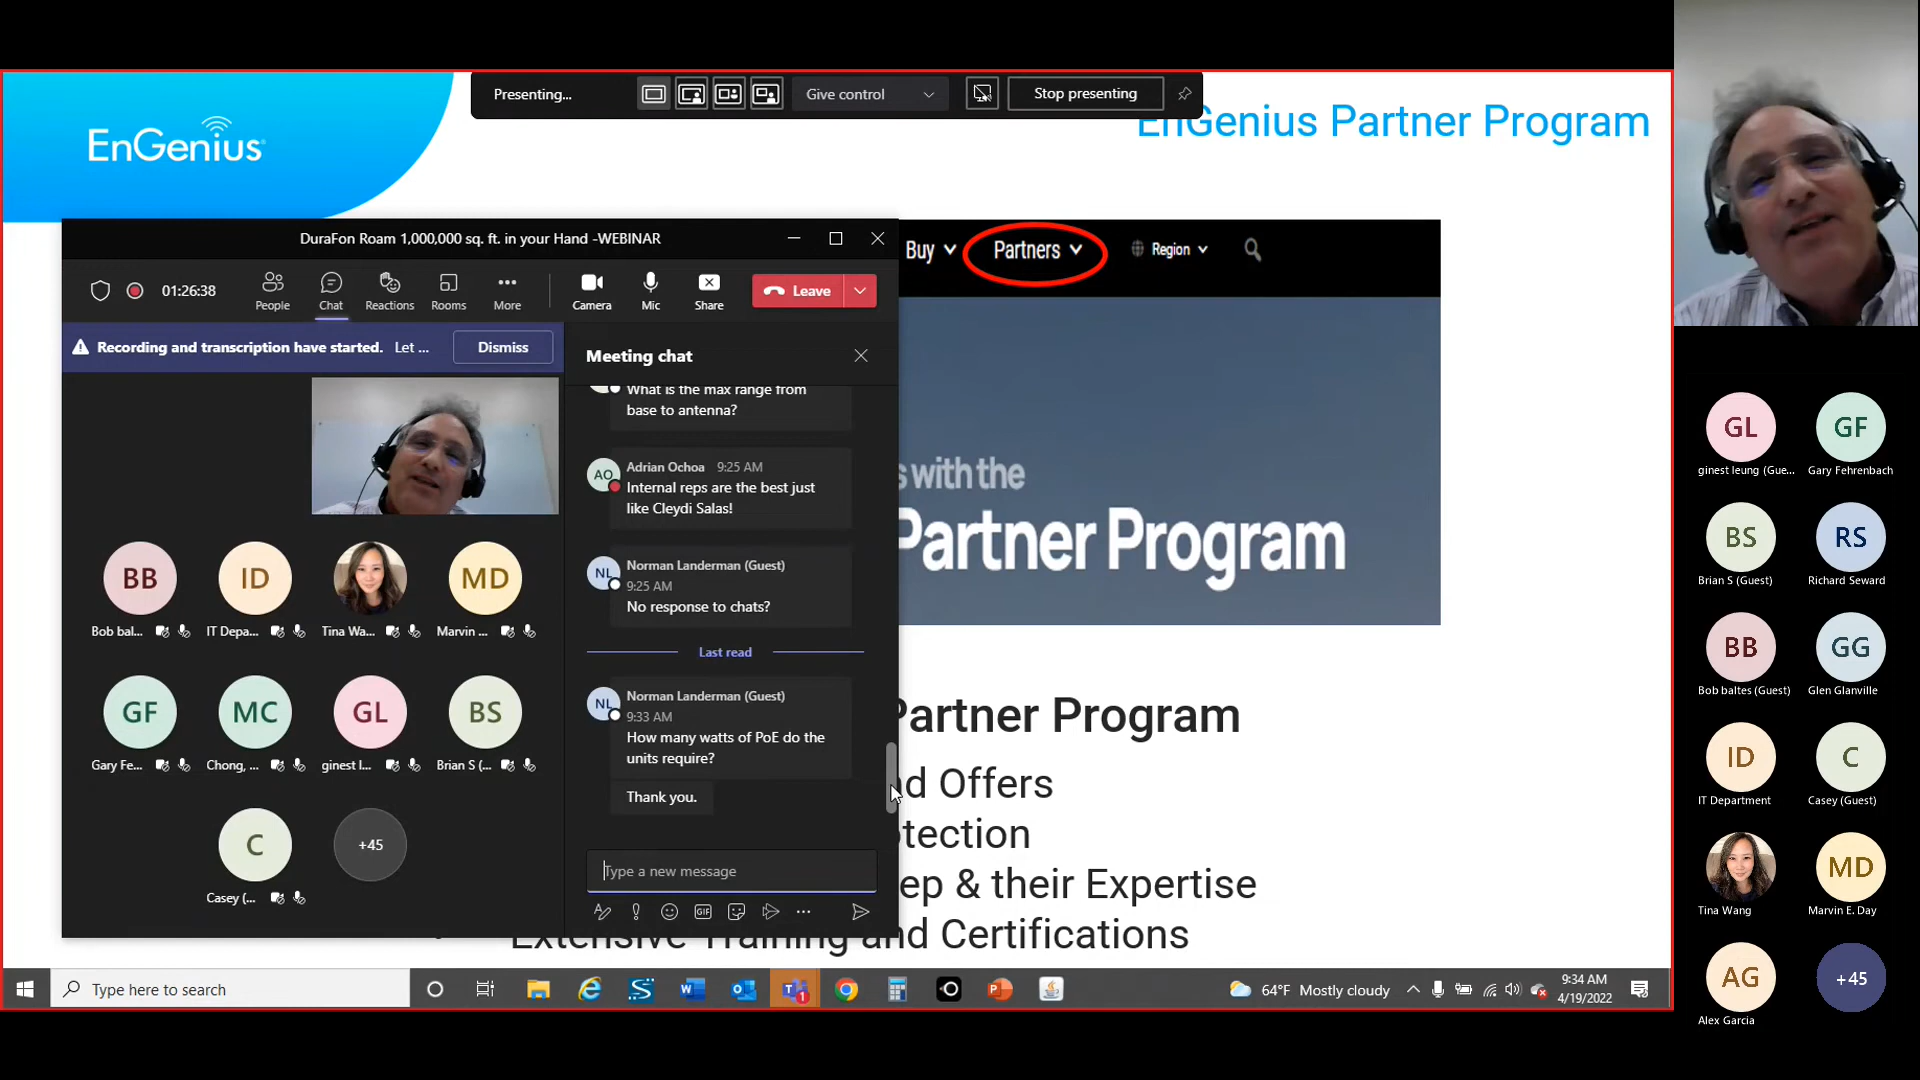 Presenting...
Give control
Stop presenting
EnGenius
EnGenius Partner Program
DuraFon Roam 1,000,000 sq. ft. in your Hand -WEBINAR
Buy
Partners
Region
01:26:38
People
Chat
Reactions
Rooms
More
Camera
Mic
Share
Leave
Recording and transcription have started. Let ...
Dismiss
Meeting chat
What is the max range from
base to antenna?
AO
Adrian Ochoa 9:25 AM
Internal reps are the best just
like Cleydi Salas!
NL
Norman Landerman (Guest)
9:25 AM
No response to chats?
Last read
NL
Norman Landerman (Guest)
9:33 AM
How many watts of PoE do the
units require?
Thank you.
Type a new message
GIF
BB
ID
MD
Bob bal...
IT Depa...
Tina Wa...
Marvin ...
GF
MC
GL
BS
Gary Fe...
Chong, ...
ginest l...
Brian S (...
C
+45
Casey (...
s with the
Partner Program
Partner Program
nd Offers
tection
ep & their Expertise
Extensive Training and Certifications
GL
GF
ginest leung (Gue...
Gary Fehrenbach
BS
RS
Brian S (Guest)
Richard Seward
BB
GG
Bob baltes (Guest)
Glen Glanville
ID
C
IT Department
Casey (Guest)
MD
Tina Wang
Marvin E. Day
AG
+45
Alex Garcia
Type here to search
64°F Mostly cloudy
9:34 AM
4/19/2022